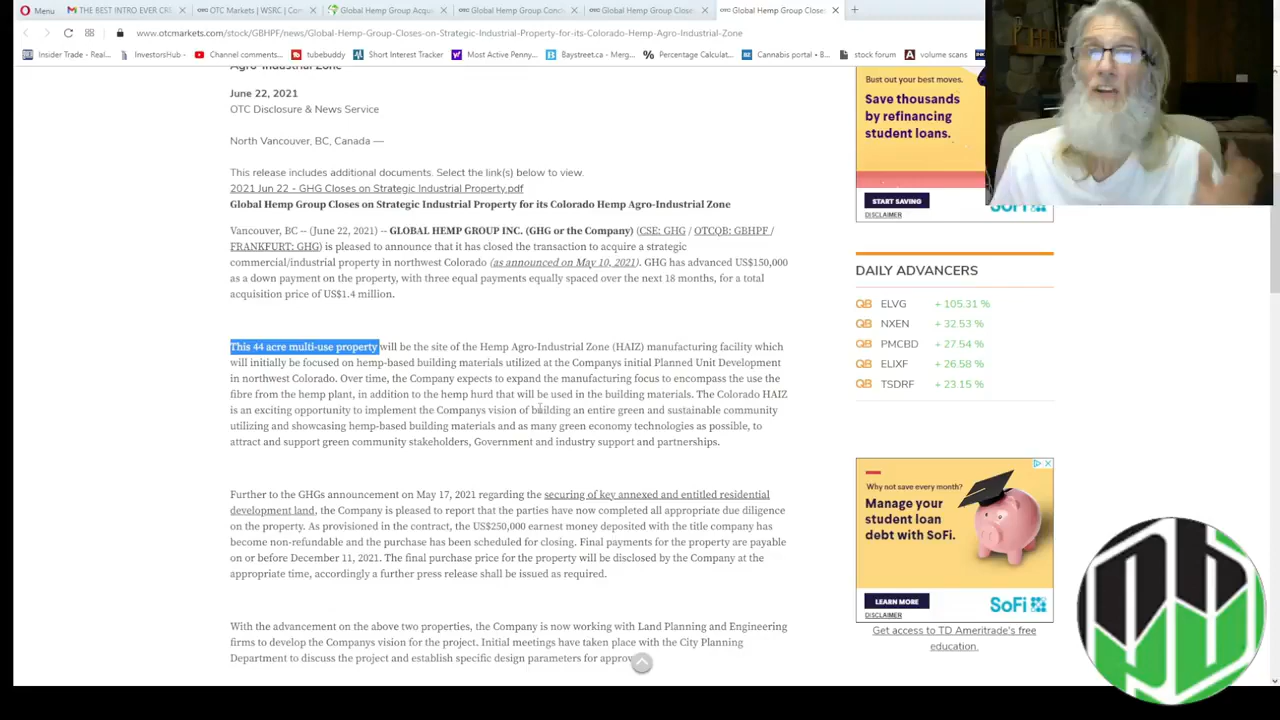 Menu
THE BEST INTRO EVER CRE
OTC Markets | WSRC | Com
Global Hemp Group Acqui
Global Hemp Group Conc
Global Hemp Group Close
Global Hemp Group Close
www.otcmarkets.com/stock/GBHPF/news/Global-Hemp-Group-Closes-on-Strategic-Industrial-Property-for-its-Colorado-Hemp-Agro-Industrial-Zone
Insider Trade - Real...
InvestorsHub
Channel comments...
tubebuddy
Short Interest Tracker
Most Active Penny...
Baystreet.ca - Merg...
Percentage Calculat...
Cannabis portfolio
stock forum
volume scans
Agro-Industrial Zone
June 22, 2021
OTC Disclosure & News Service
North Vancouver, BC, Canada —
This release includes additional documents. Select the link(s) below to view.
2021 Jun 22 - GHG Closes on Strategic Industrial Property.pdf
Global Hemp Group Closes on Strategic Industrial Property for its Colorado Hemp Agro-Industrial Zone
Vancouver, BC -- (June 22, 2021) -- GLOBAL HEMP GROUP INC. (GHG or the Company) (CSE: GHG / OTCQB: GBHPF /
FRANKFURT: GHG) is pleased to announce that it has closed the transaction to acquire a strategic
commercial/industrial property in northwest Colorado (as announced on May 10, 2021). GHG has advanced US$150,000
as a down payment on the property, with three equal payments equally spaced over the next 18 months, for a total
acquisition price of US$1.4 million.
This 44 acre multi-use property will be the site of the Hemp Agro-Industrial Zone (HAIZ) manufacturing facility which
will initially be focused on hemp-based building materials utilized at the Companys initial Planned Unit Development
in northwest Colorado. Over time, the Company expects to expand the manufacturing focus to encompass the use the
fibre from the hemp plant, in addition to the hemp hurd that will be used in the building materials. The Colorado HAIZ
is an exciting opportunity to implement the Companys vision of building an entire green and sustainable community
utilizing and showcasing hemp-based building materials and as many green economy technologies as possible, to
attract and support green community stakeholders, Government and industry support and partnerships.
Further to the GHGs announcement on May 17, 2021 regarding the securing of key annexed and entitled residential
development land, the Company is pleased to report that the parties have now completed all appropriate due diligence
on the property. As provisioned in the contract, the US$250,000 earnest money deposited with the title company has
become non-refundable and the purchase has been scheduled for closing. Final payments for the property are payable
on or before December 11, 2021. The final purchase price for the property will be disclosed by the Company at the
appropriate time, accordingly a further press release shall be issued as required.
With the advancement on the above two properties, the Company is now working with Land Planning and Engineering
firms to develop the Companys vision for the project. Initial meetings have taken place with the City Planning
Department to discuss the project and establish specific design parameters for approv
Bust out your best moves.
Save thousands
by refinancing
student loans.
START SAVING
DISCLAIMER
SoFi
DAILY ADVANCERS
QB ELVG + 105.31 %
QB NXEN + 32.53 %
QB PMCBD + 27.54 %
QB ELIXF + 26.58 %
QB TSDRF + 23.15 %
Why not save every month?
Manage your
student loan
debt with SoFi.
LEARN MORE
DISCLAIMER
SoFi
Get access to TD Ameritrade's free
education.